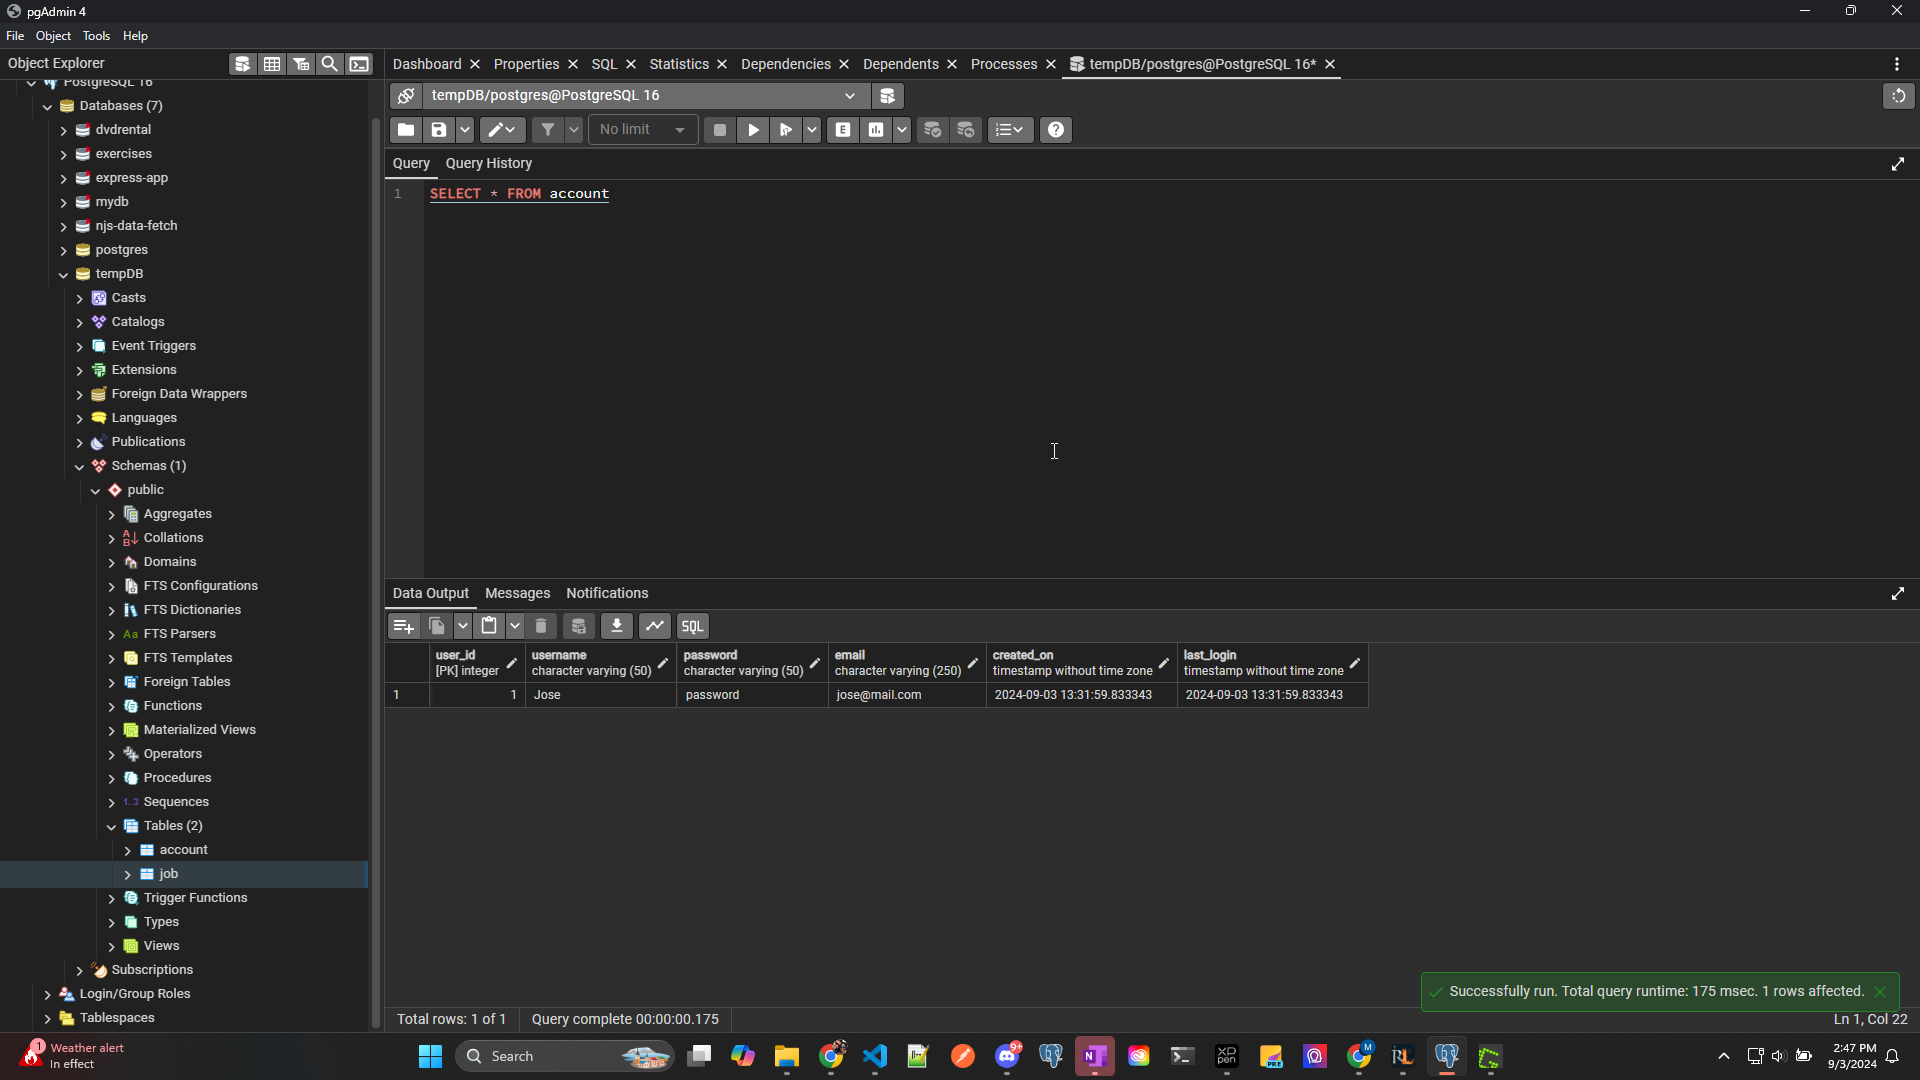 pgAdmin 4
File Object Tools Help
Object Explorer
PostgreSQL 16
Databases (7)
dvdrental
exercises
express-app
mydb
njs-data-fetch
postgres
tempDB
Casts
Catalogs
Event Triggers
Extensions
Foreign Data Wrappers
Languages
Publications
Schemas (1)
public
Aggregates
Collations
Domains
FTS Configurations
FTS Dictionaries
Aa FTS Parsers
FTS Templates
Foreign Tables
Functions
Materialized Views
Operators
Procedures
1..3 Sequences
Tables (2)
account
job
Trigger Functions
Types
Views
Subscriptions
Login/Group Roles
Tablespaces
Dashboard Properties SQL Statistics Dependencies Dependents Processes tempDB/postgres@PostgreSQL 16*
tempDB/postgres@PostgreSQL 16
No limit
E
Query Query History
1 SELECT * FROM account
Data Output Messages Notifications
SQL
user_id username password email created_on last_login
[PK] integer character varying (50) character varying (50) character varying (250) timestamp without time zone timestamp without time zone
1 1 Jose password jose@mail.com 2024-09-03 13:31:59.833343 2024-09-03 13:31:59.833343
Successfully run. Total query runtime: 175 msec. 1 rows affected.
Total rows: 1 of 1 Query complete 00:00:00.175 Ln 1, Col 22
1 Weather alert
In effect
Search
9+
N
XP
pen
PRE
M
2:47 PM
9/3/2024